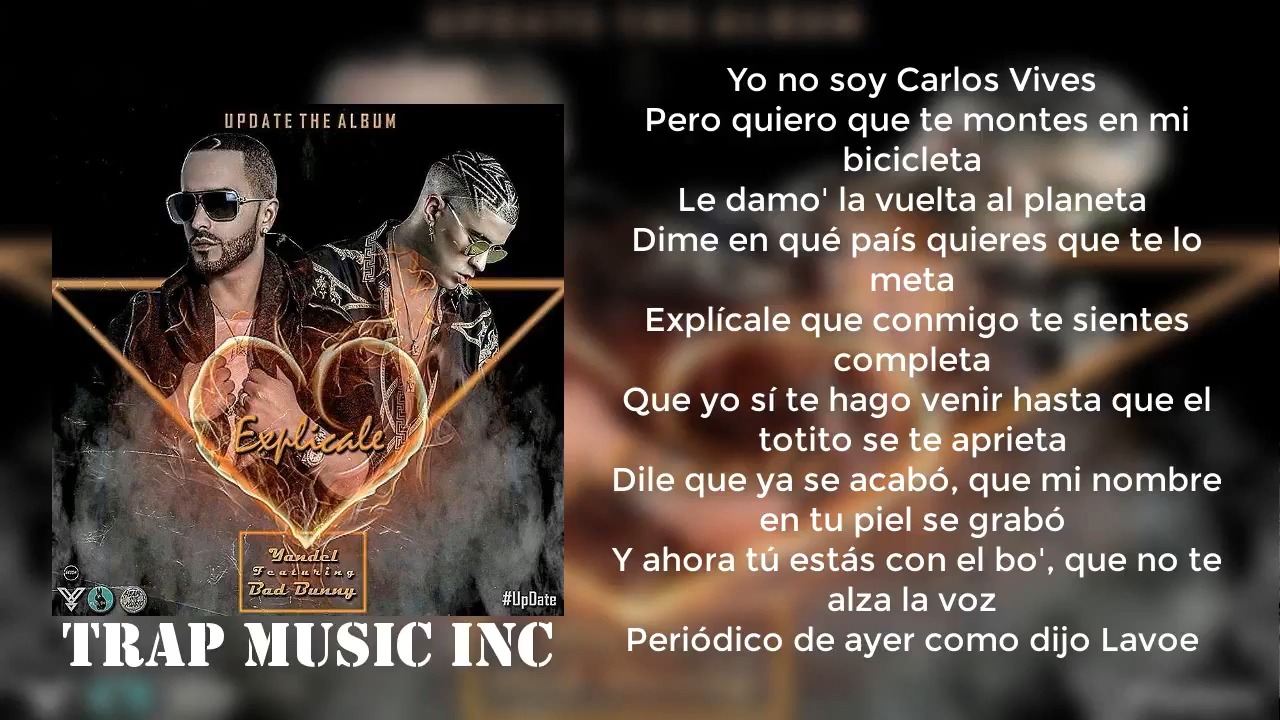 UPDATE THE ALBUM
Explícale
Yandel
Featuring
Bad Bunny
#UpDate
TRAP MUSIC INC
Yo no soy Carlos Vives
Pero quiero que te montes en mi
bicicleta
Le damo' la vuelta al planeta
Dime en qué país quieres que te lo
meta
Explícale que conmigo te sientes
completa
Que yo sí te hago venir hasta que el
totito se te aprieta
Dile que ya se acabó, que mi nombre
en tu piel se grabó
Y ahora tú estás con el bo', que no te
alza la voz
Periódico de ayer como dijo Lavoe